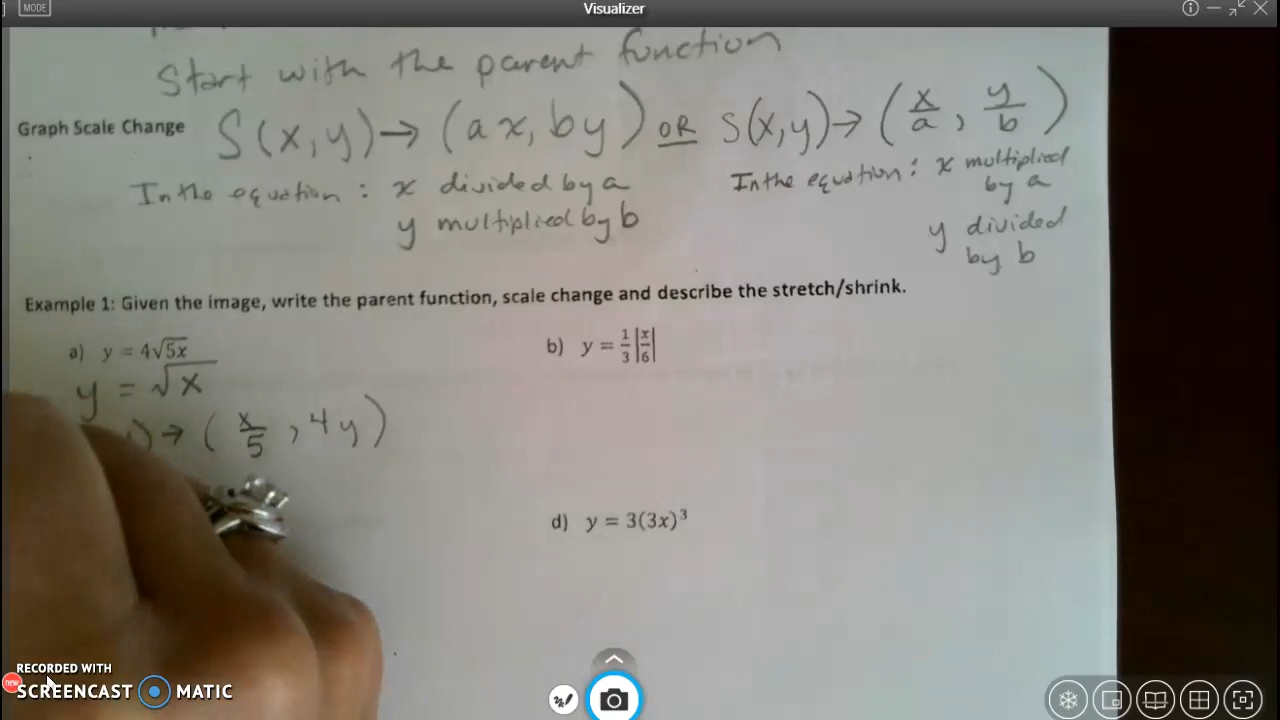 MODE
Visualizer
Start with the parent function
Graph Scale Change S(x,y)→(ax, by) OR S(x,y)→(x/a, y/b)
In the equation: x divided by a
y multiplied by b
In the equation: x multiplied
by a
y divided
by b
Example 1: Given the image, write the parent function, scale change and describe the stretch/shrink.
a) y = 4√5x
y = √x
)→(x/5, 4y)
b) y = 1/3|x/6|
d) y = 3(3x)³
RECORDED WITH
new
SCREENCAST MATIC